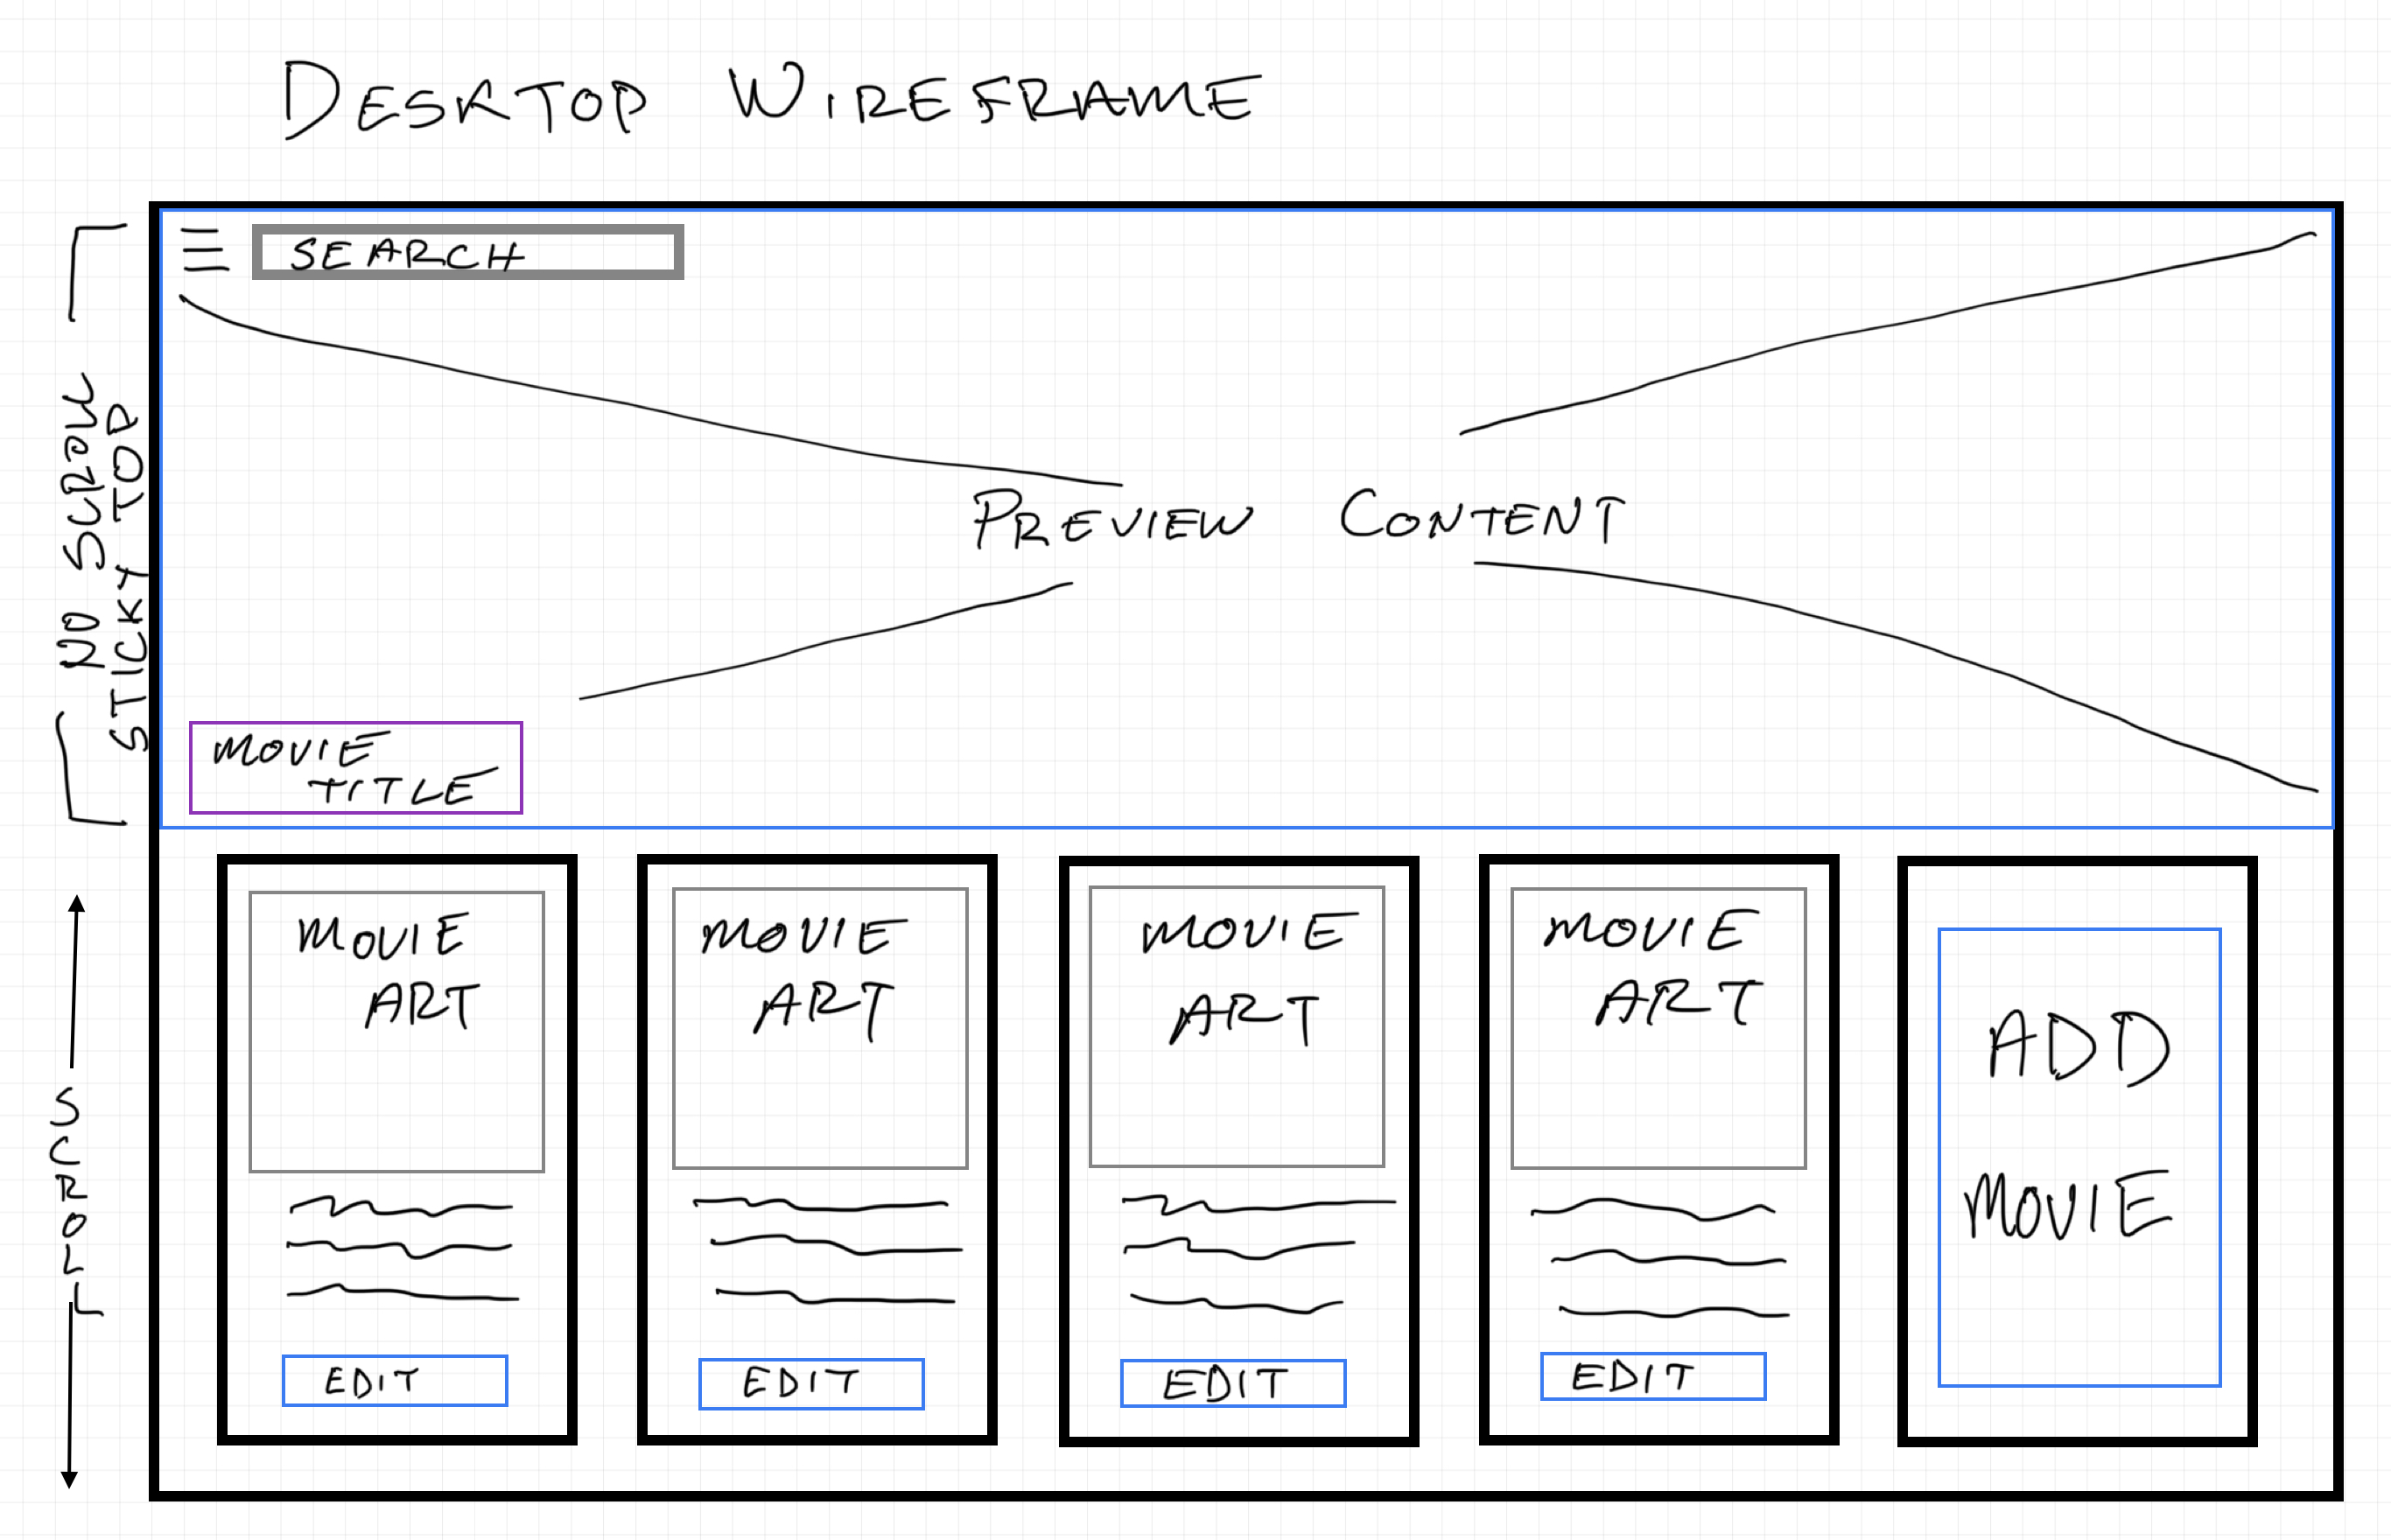 DESKTOP WIREFRAME
SEARCH
NO SCROLL
STICKY TOP
PREVIEW CONTENT
MOVIE
TITLE
SCROLL
MOVIE
ART
MOVIE
ART
MOVIE
ART
MOVIE
ART
ADD
MOVIE
EDIT
EDIT
EDIT
EDIT